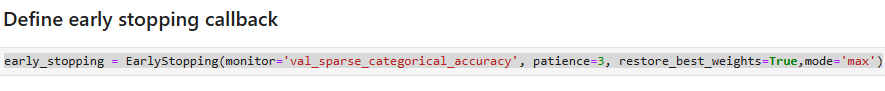 Define early stopping callback
early_stopping = EarlyStopping(monitor='val_sparse_categorical_accuracy', patience=3, restore_best_weights=True,mode='max')